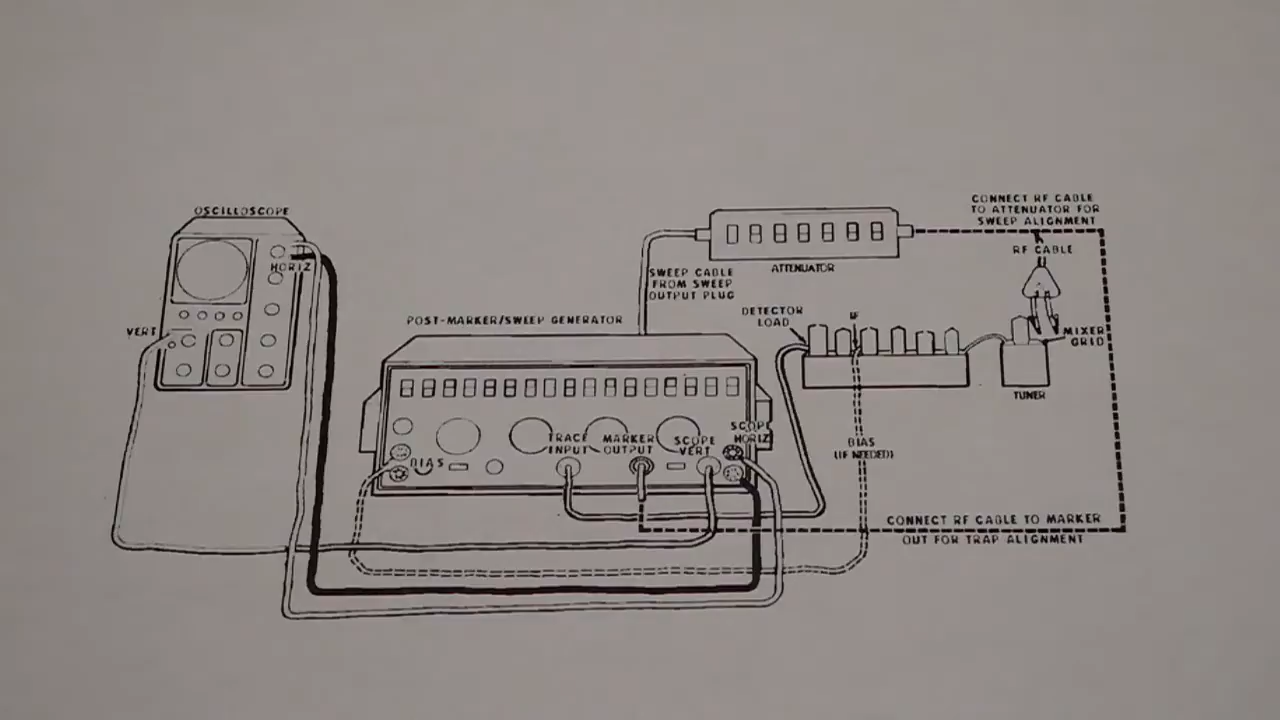 OSCILLOSCOPE
HORIZ
VERT
POST-MARKER/SWEEP GENERATOR
SWEEP CABLE
FROM SWEEP
OUTPUT PLUG
ATTENUATOR
CONNECT RF CABLE
TO ATTENUATOR FOR
SWEEP ALIGNMENT
RF CABLE
DETECTOR
LOAD
IF
MIXER
GRID
TUNER
BIAS
TRACE
INPUT
MARKER
OUTPUT
SCOPE
VERT
SCOPE
HORIZ
BIAS
(IF NEEDED)
CONNECT RF CABLE TO MARKER
OUT FOR TRAP ALIGNMENT